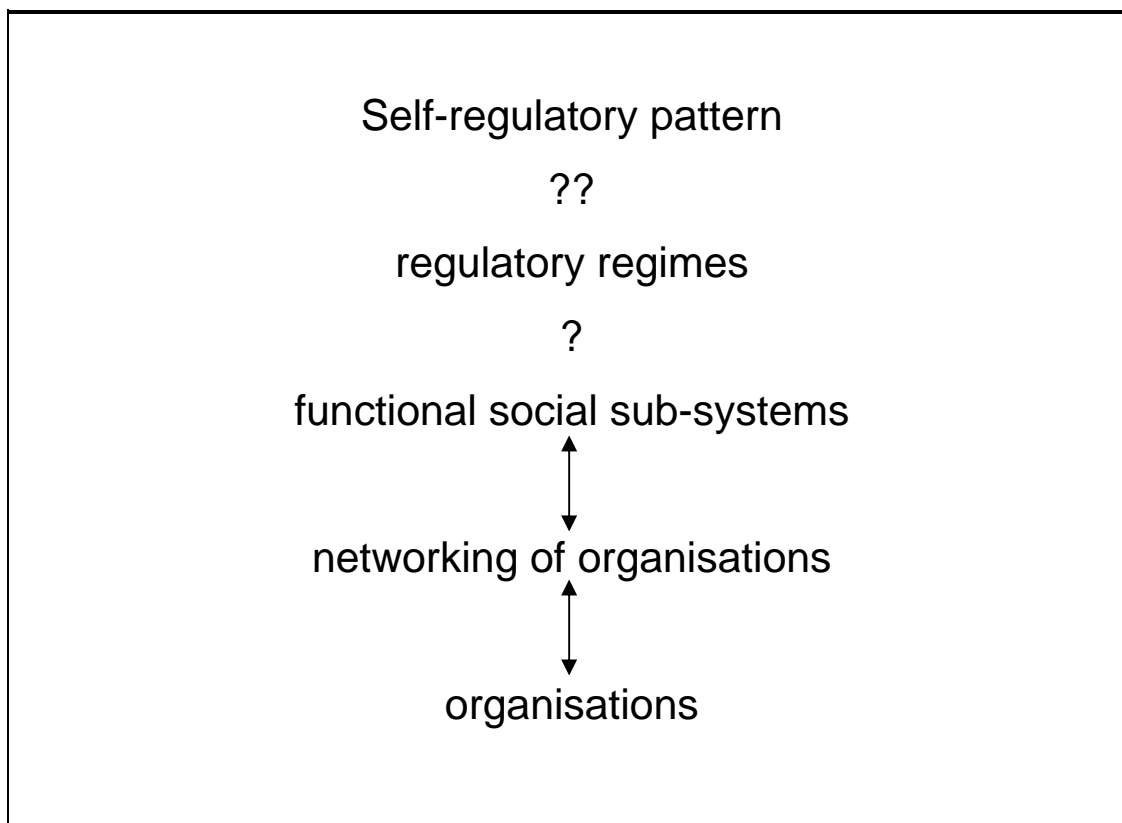 Self-regulatory pattern
??
regulatory regimes
?
functional social sub-systems
networking of organisations
organisations